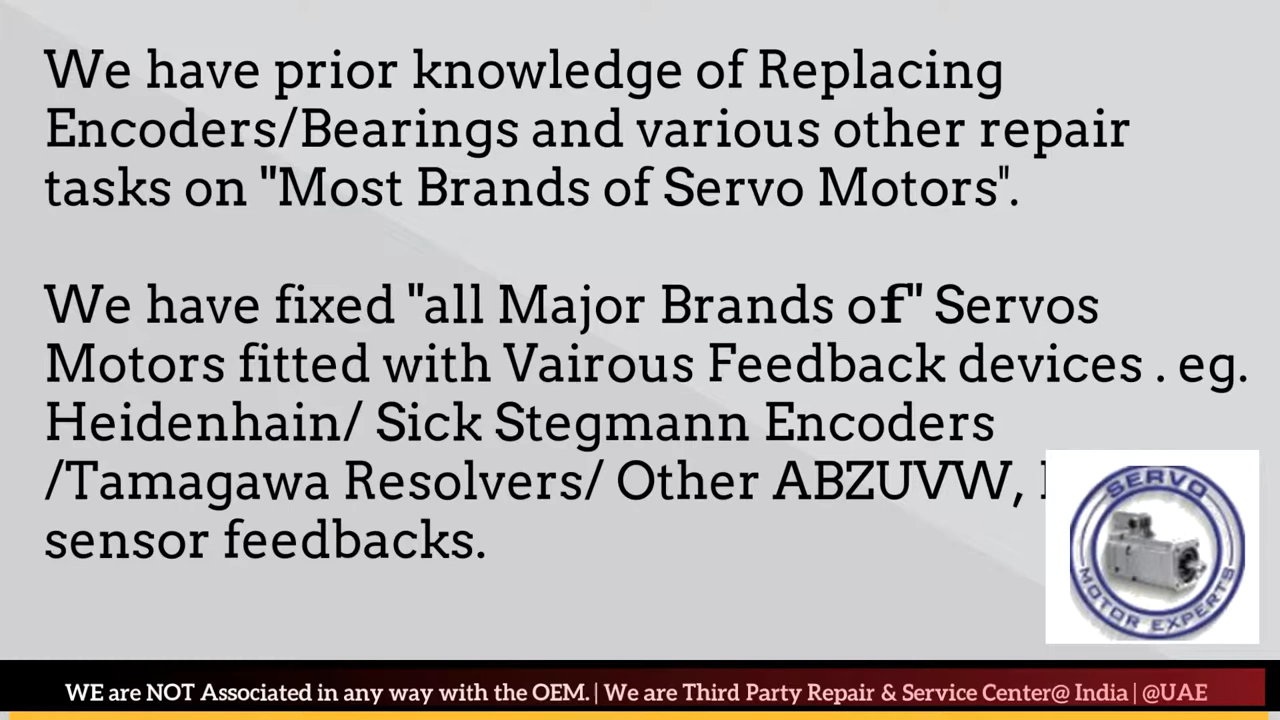 We have prior knowledge of Replacing
Encoders/Bearings and various other repair
tasks on "Most Brands of Servo Motors".
We have fixed "all Major Brands of" Servos
Motors fitted with Vairous Feedback devices . eg.
Heidenhain/ Sick Stegmann Encoders
/Tamagawa Resolvers/ Other ABZUVW,
sensor feedbacks.
SERVO
MOTOR EXPERTS
WE are NOT Associated in any way with the OEM. | We are Third Party Repair & Service Center@ India | @UAE